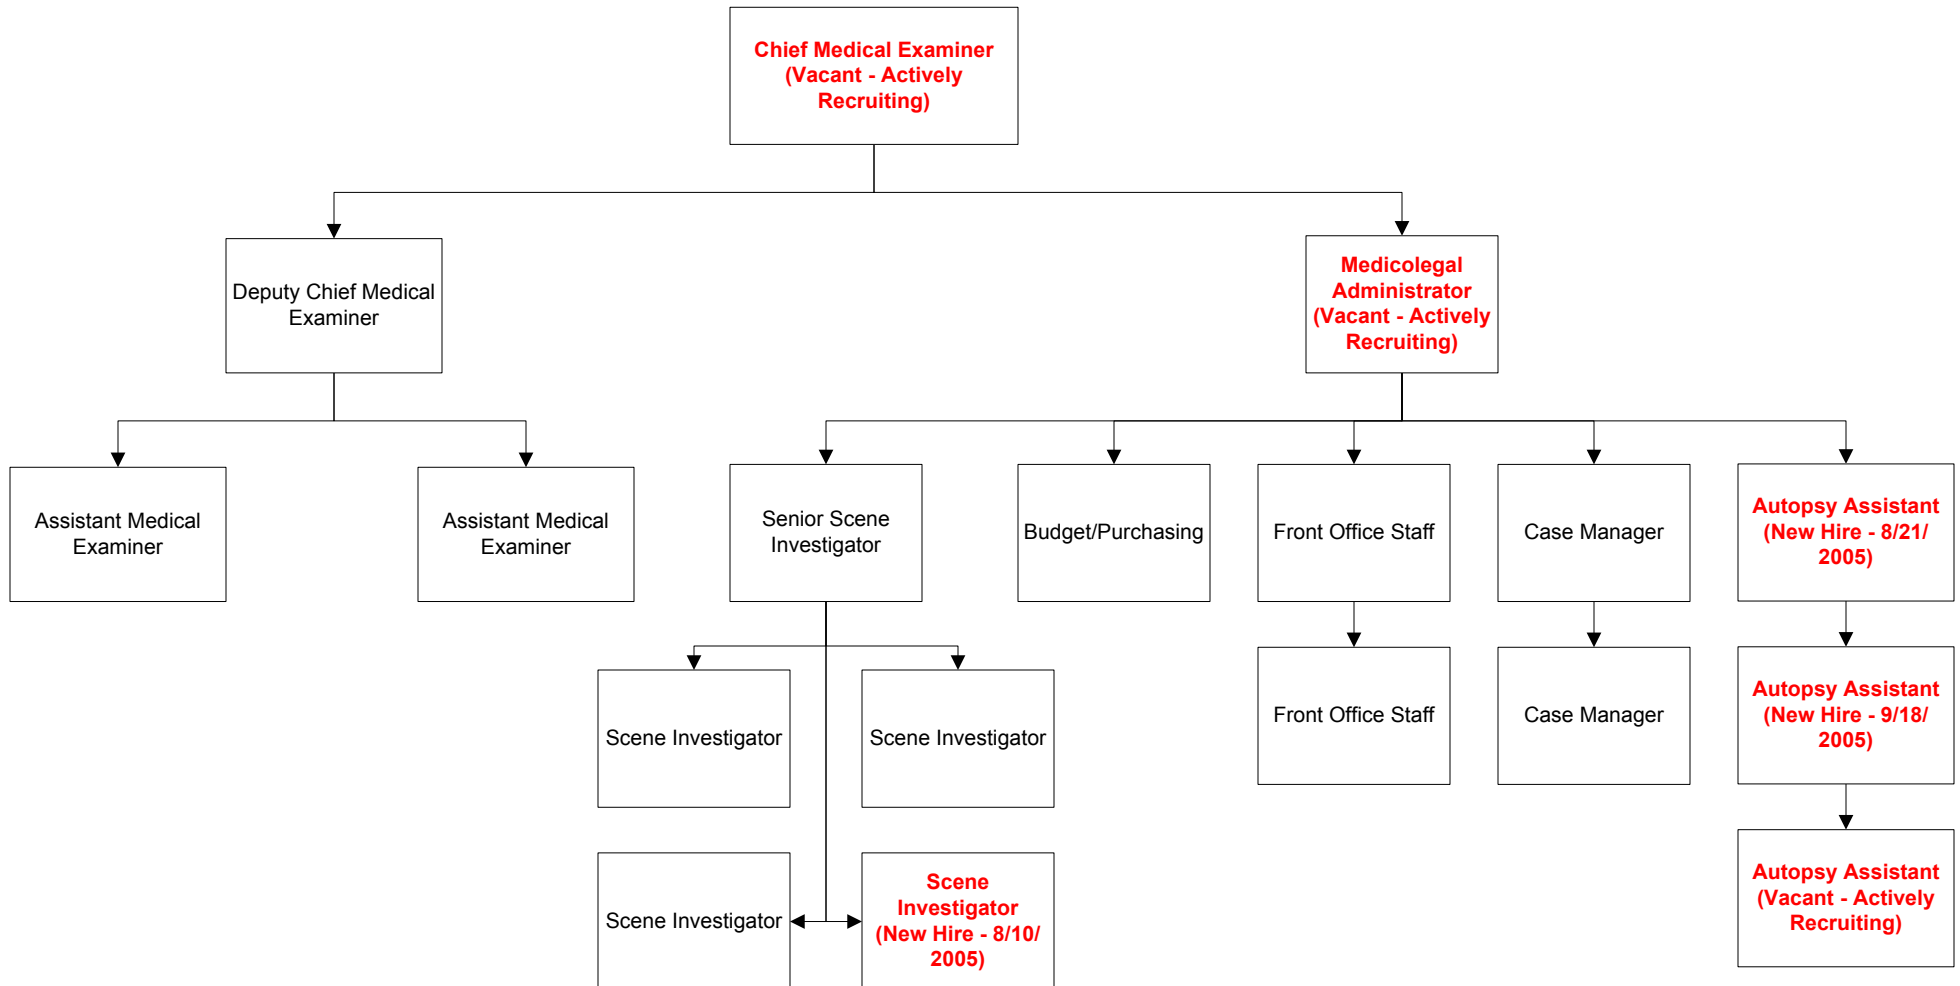 Chief Medical Examiner
(Vacant - Actively
Recruiting)
Deputy Chief Medical
Examiner
Medicolegal
Administrator
(Vacant - Actively
Recruiting)
Assistant Medical
Examiner
Assistant Medical
Examiner
Senior Scene
Investigator
Budget/Purchasing
Front Office Staff
Case Manager
Autopsy Assistant
(New Hire - 8/21/
2005)
Scene Investigator
Scene Investigator
Front Office Staff
Case Manager
Autopsy Assistant
(New Hire - 9/18/
2005)
Scene Investigator
Scene
Investigator
(New Hire - 8/10/
2005)
Autopsy Assistant
(Vacant - Actively
Recruiting)